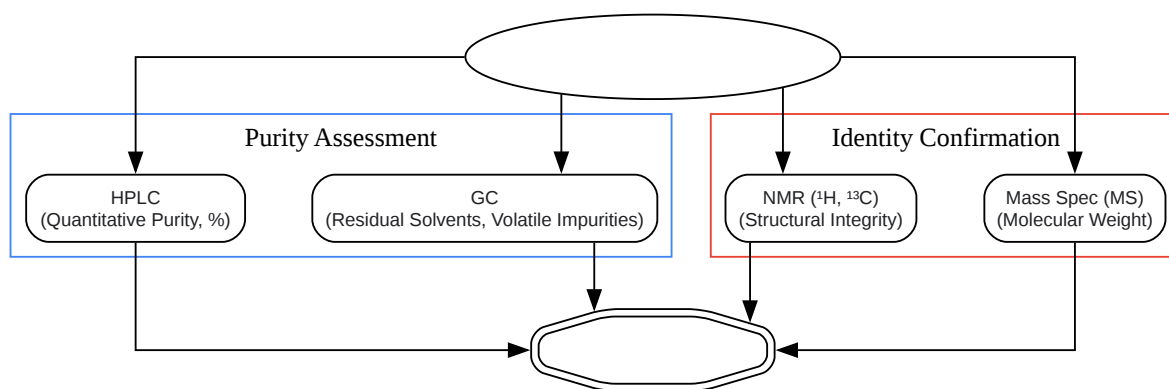 Purity Assessment
Identity Confirmation
HPLC
(Quantitative Purity, %)
GC
(Residual Solvents, Volatile Impurities)
NMR (¹H, ¹³C)
(Structural Integrity)
Mass Spec (MS)
(Molecular Weight)